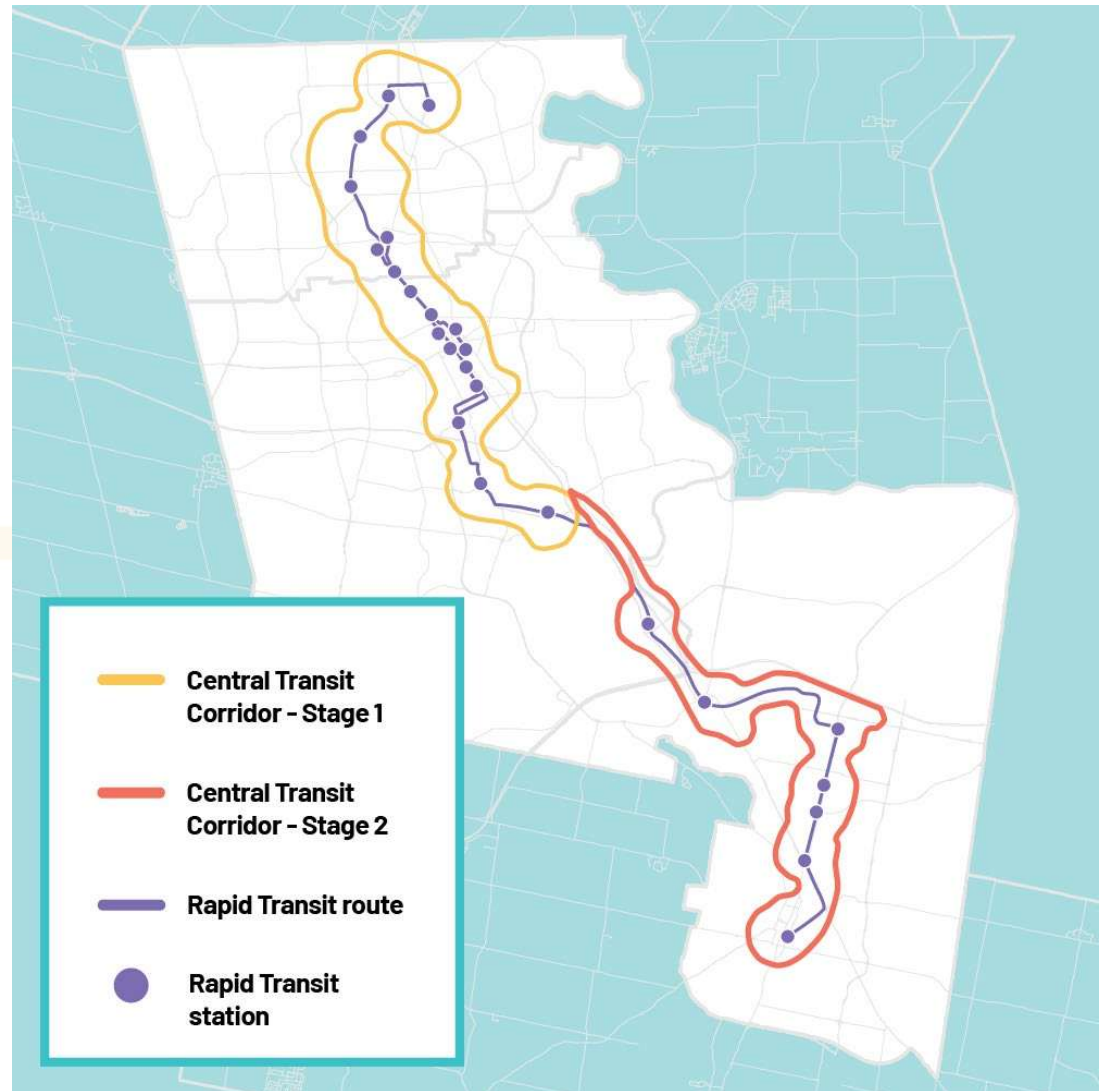 Central Transit
Corridor - Stage 1
Central Transit
Corridor - Stage 2
Rapid Transit route
Rapid Transit
station